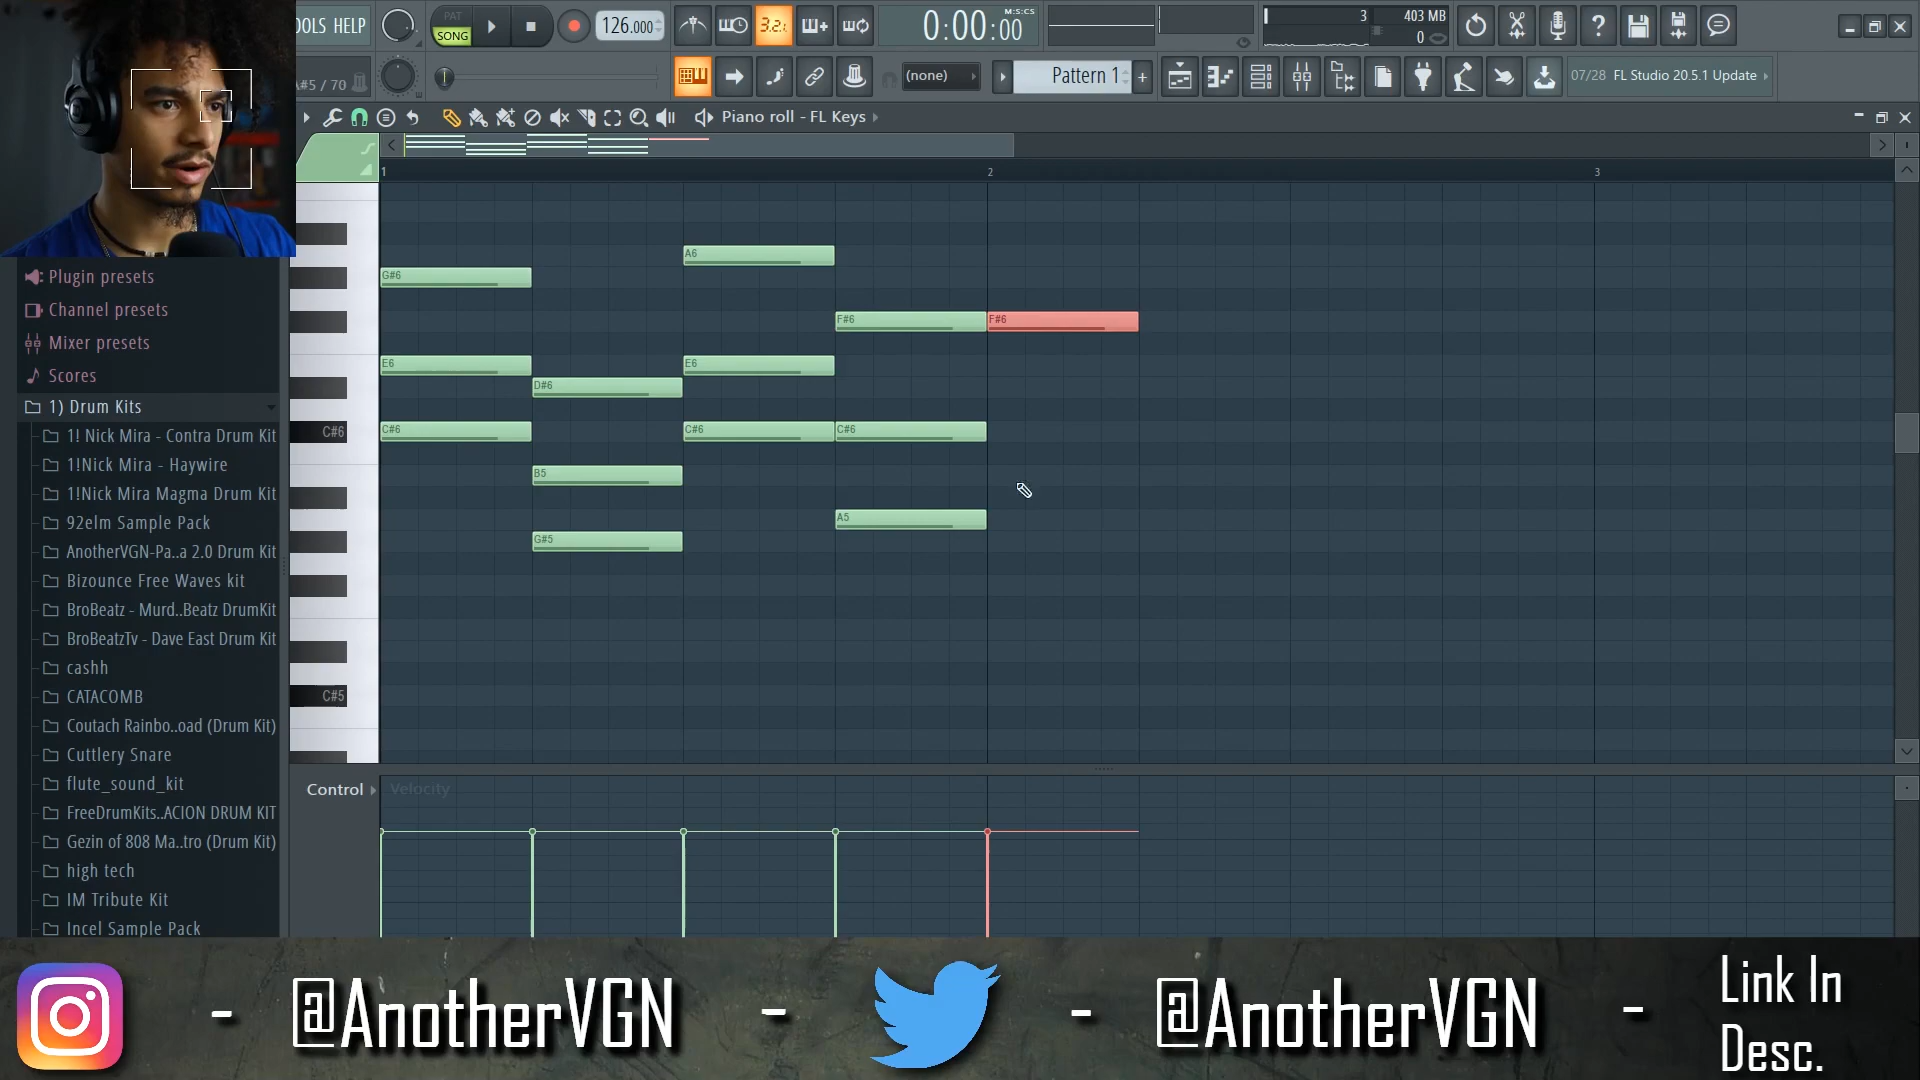 OOLS HELP
PAT
SONG
126.000
3.2:
0:00:00
M:S:CS
3
403 MB
0
A#5 / 70
(none)
Pattern 1
+
07/28 FL Studio 20.5.1 Update
Piano roll - FL Keys
1
2
3
A6
G#6
F#6
F#6
E6
E6
D#6
C#6
C#6
C#6
C#6
B5
A5
G#5
C#5
Plugin presets
Channel presets
Mixer presets
Scores
1) Drum Kits
1! Nick Mira - Contra Drum Kit
1!Nick Mira - Haywire
1!Nick Mira Magma Drum Kit
92elm Sample Pack
AnotherVGN-Pa..a 2.0 Drum Kit
Bizounce Free Waves kit
BroBeatz - Murd..Beatz DrumKit
BroBeatzTv - Dave East Drum Kit
cashh
CATACOMB
Coutach Rainbo..oad (Drum Kit)
Cuttlery Snare
flute_sound_kit
FreeDrumKits..ACION DRUM KIT
Gezin of 808 Ma..tro (Drum Kit)
high tech
IM Tribute Kit
Incel Sample Pack
Control
Velocity
- @AnotherVGN - - @AnotherVGN - Link In
Desc.